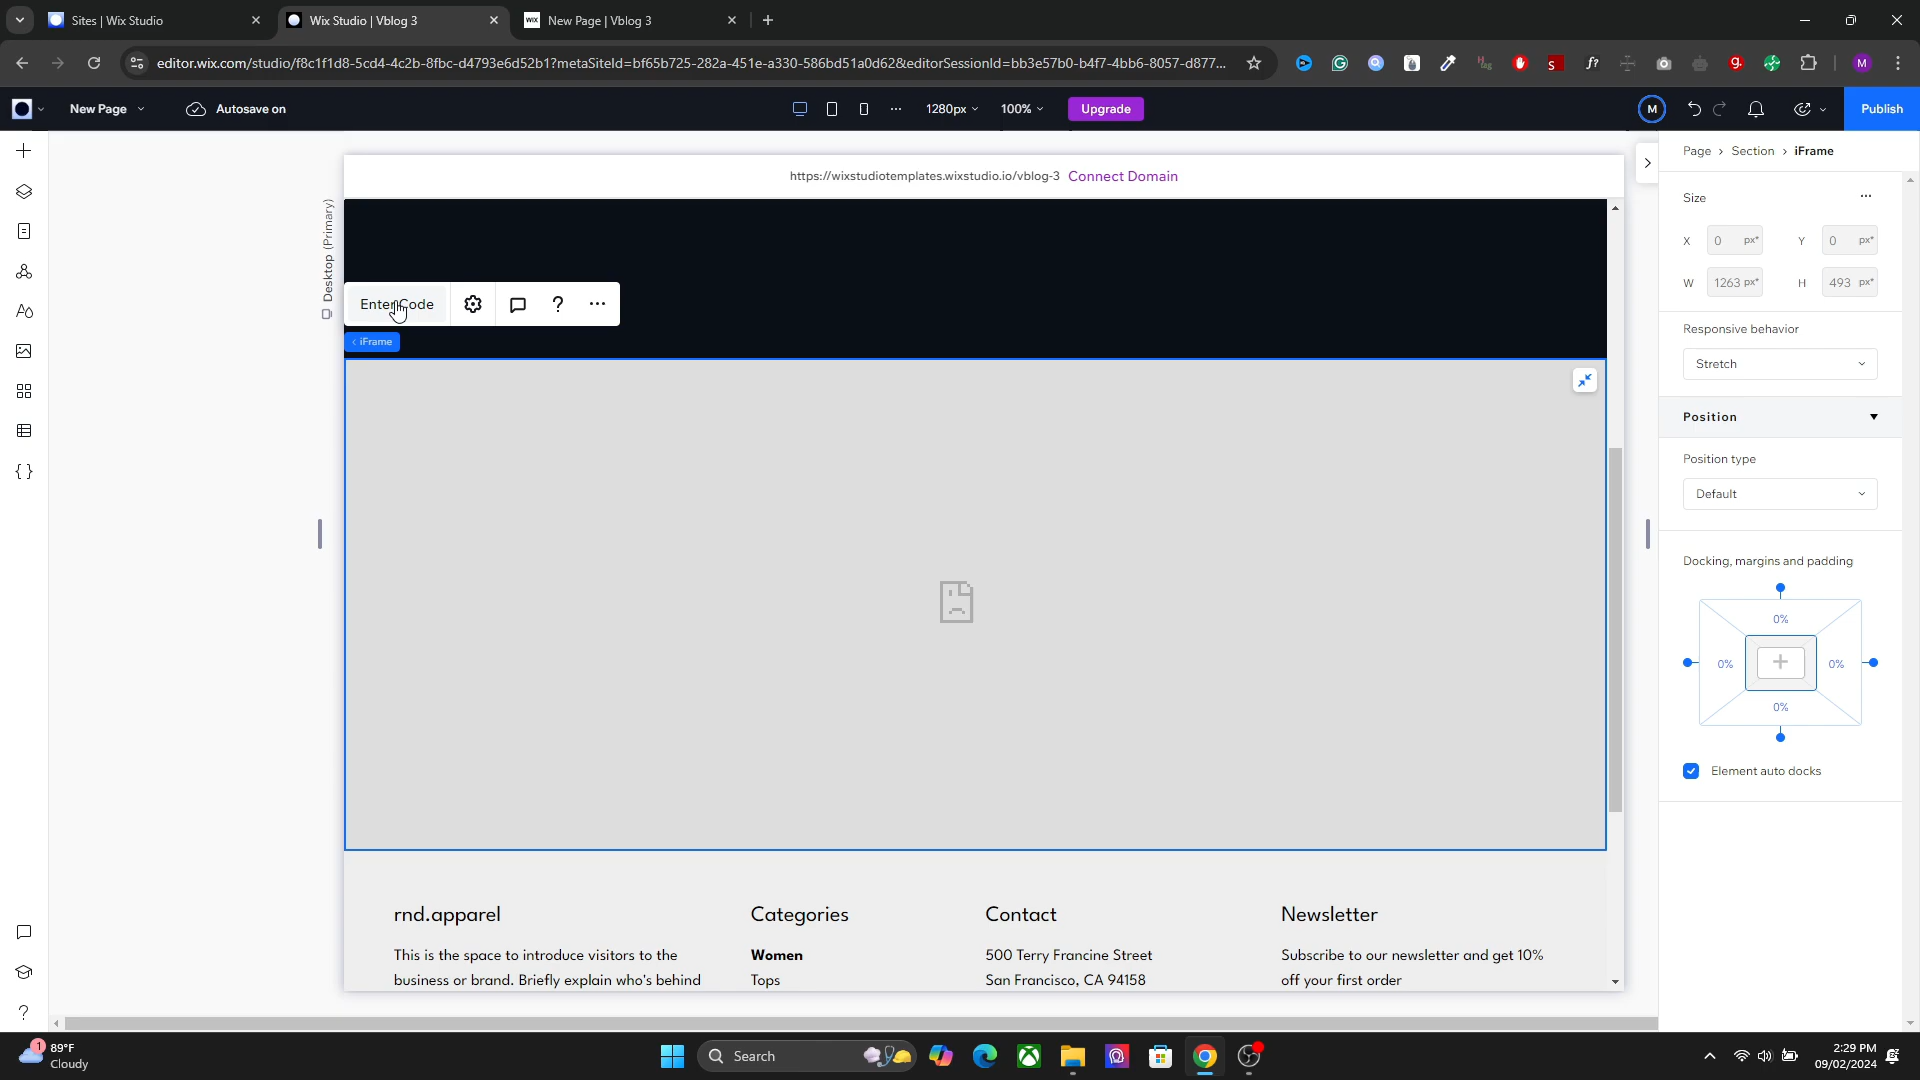 Sites | Wix Studio
Wix Studio | Vblog 3
WIX New Page | Vblog 3
editor.wix.com/studio/f8c1f1d8-5cd4-4c2b-8fbc-d4793e6d52b1?metaSiteId=bf65b725-282a-451e-a330-586bd51a0d62&editorSessionId=bb3e57b0-b4f7-4bb6-8057-d877...
New Page
Autosave on
1280px
100%
Upgrade
M
Publish
https://wixstudiotemplates.wixstudio.io/vblog-3 Connect Domain
Desktop (Primary)
Enter Code
?
< iFrame
Page > Section > iFrame
Size
X 0 px* Y 0 px*
W 1263 px* H 493 px*
Responsive behavior
Stretch
Position
Position type
Default
Docking, margins and padding
0%
0% 0%
0%
Element auto docks
rnd.apparel
This is the space to introduce visitors to the
business or brand. Briefly explain who's behind
Categories
Women
Tops
Contact
500 Terry Francine Street
San Francisco, CA 94158
Newsletter
Subscribe to our newsletter and get 10%
off your first order
1
89°F
Cloudy
Search
2:29 PM
09/02/2024